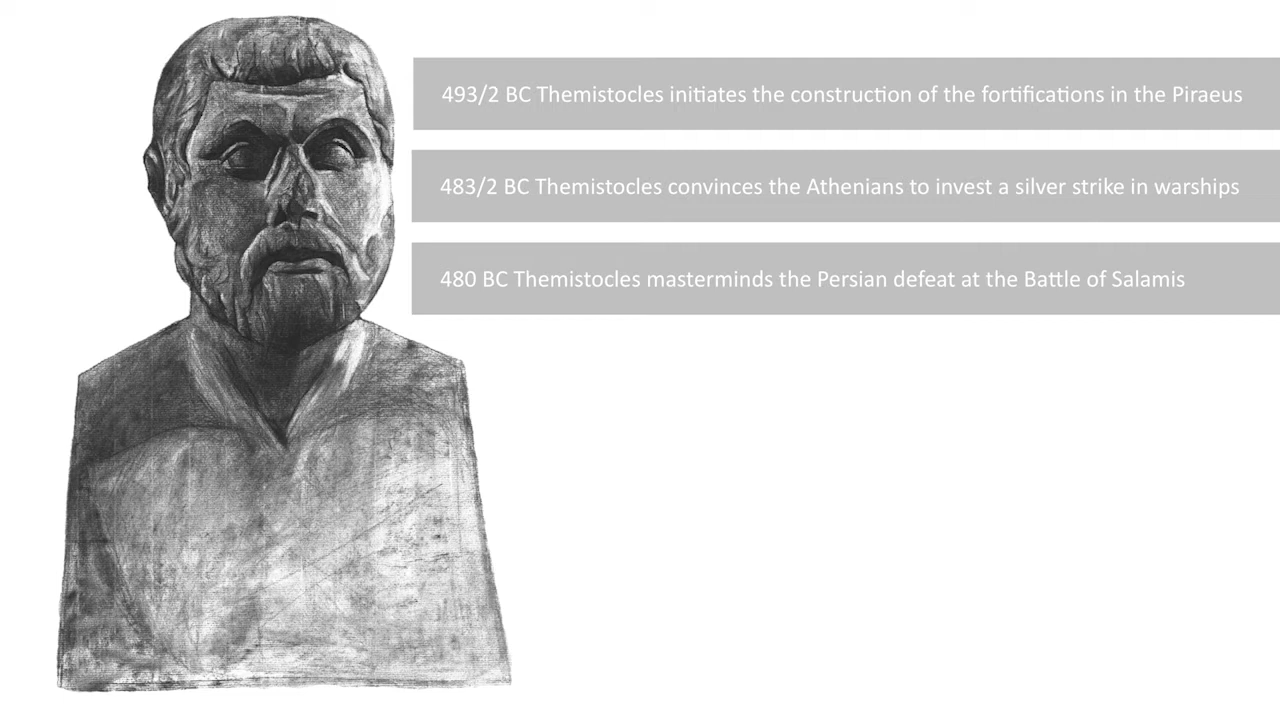 493/2 BC Themistocles initiates the construction of the fortifications in the Piraeus
483/2 BC Themistocles convinces the Athenians to invest a silver strike in warships
480 BC Themistocles masterminds the Persian defeat at the Battle of Salamis